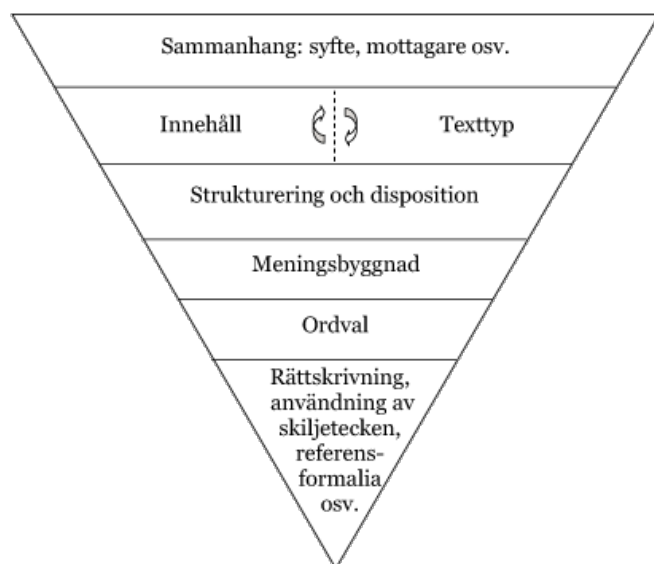 Sammanhang: syfte, mottagare osv.
Innehåll
Texttyp
Strukturering och disposition
Meningsbyggnad
Ordval
Rättskrivning,
användning av
skiljetecken,
referens-
formalia
osv.